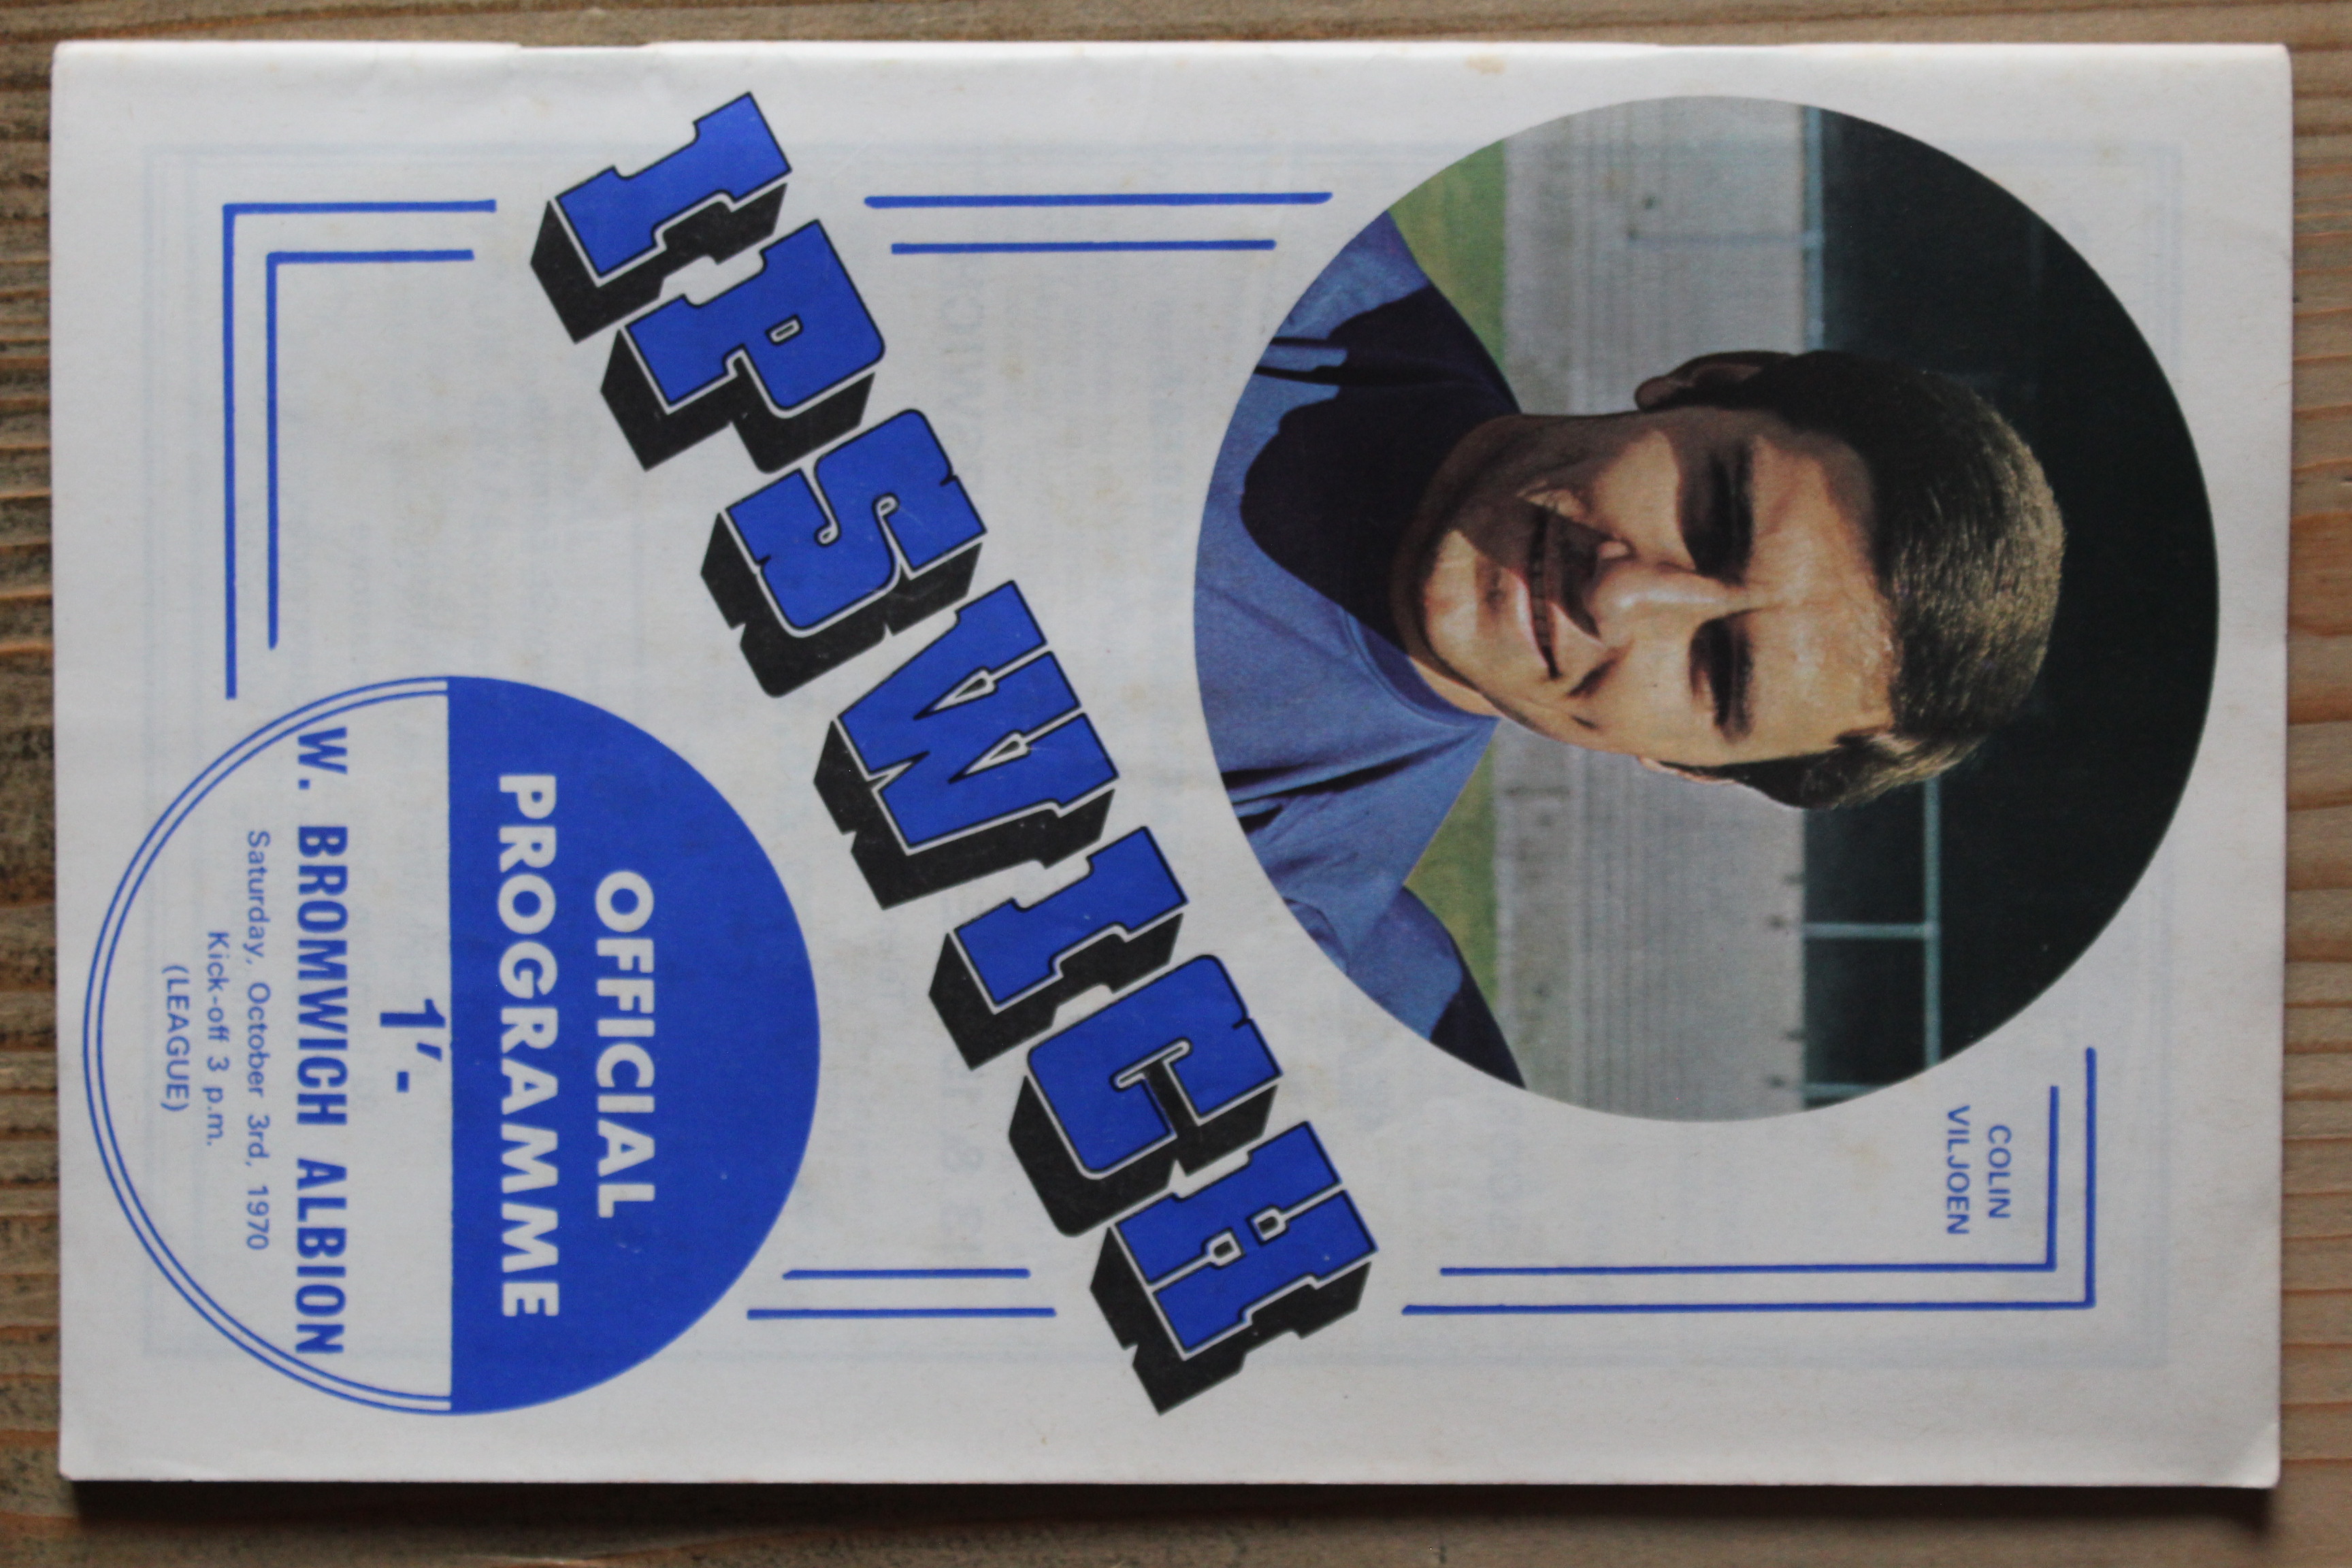 COLIN
VILJOEN
IPSWICH
OFFICIAL
PROGRAMME
1'-
W. BROMWICH ALBION
Saturday, October 3rd, 1970
Kick-off 3 p.m.
(LEAGUE)